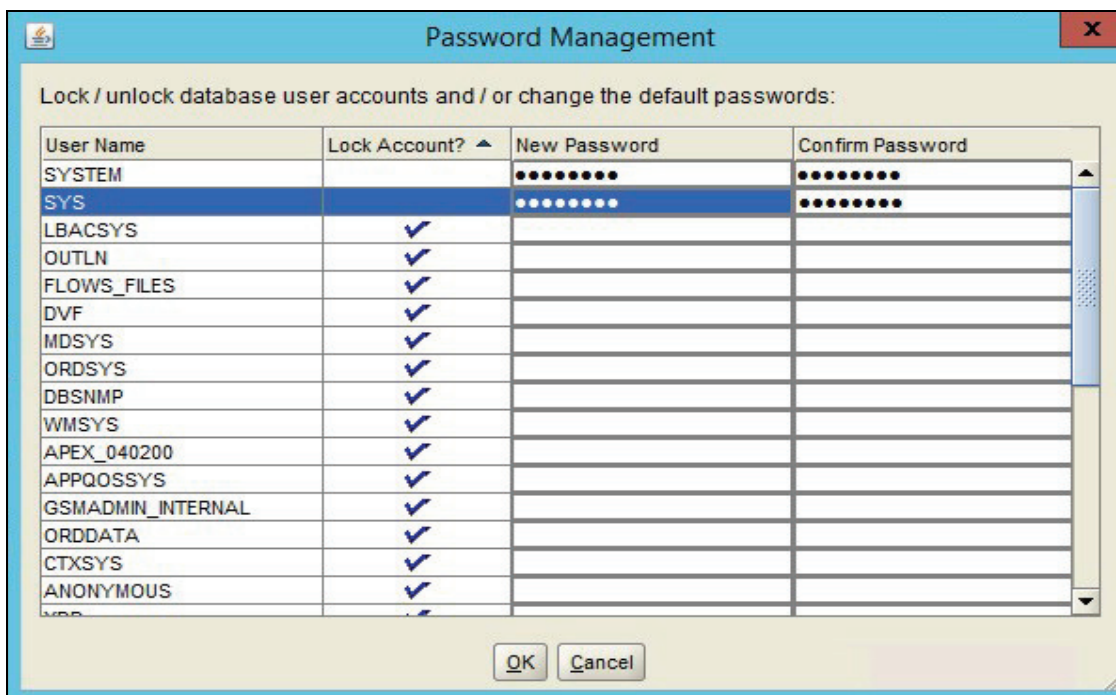 Password Management
X
Lock / unlock database user accounts and / or change the default passwords:
User Name Lock Account? New Password Confirm Password
SYSTEM •••••••• ••••••••
SYS •••••••• ••••••••
LBACSYS
OUTLN
FLOWS_FILES
DVF
MDSYS
ORDSYS
DBSNMP
WMSYS
APEX_040200
APPQOSSYS
GSMADMIN_INTERNAL
ORDDATA
CTXSYS
ANONYMOUS
OK Cancel